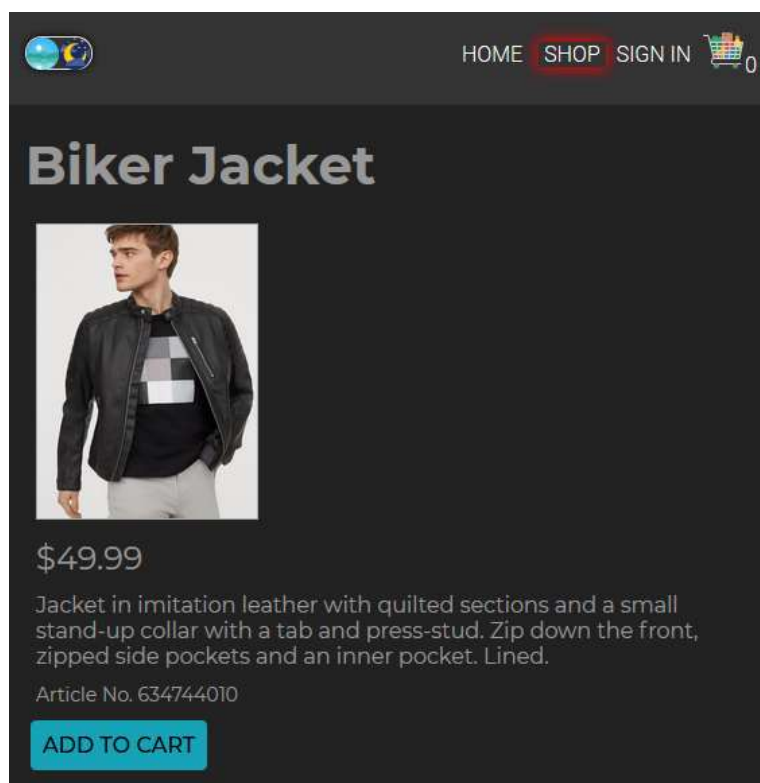 HOME SHOP SIGN IN 0
Biker Jacket
$49.99
Jacket in imitation leather with quilted sections and a small
stand-up collar with a tab and press-stud. Zip down the front,
zipped side pockets and an inner pocket. Lined.
Article No. 634744010
ADD TO CART